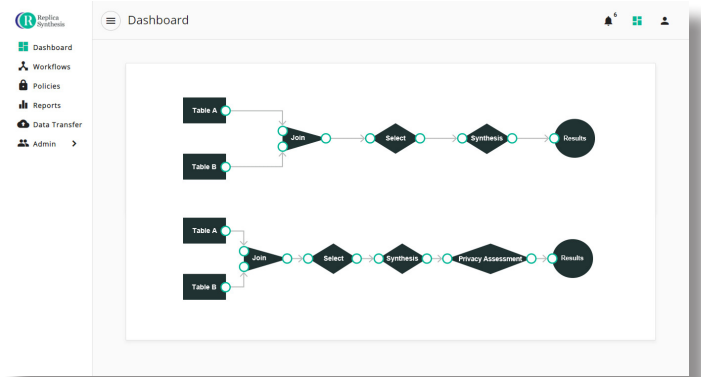 Replica
Synthesis
Dashboard
6
Dashboard
Workflows
Policies
Reports
Data Transfer
Admin
Table A
Join
Select
Synthesis
Results
Table B
Table A
Join
Select
Synthesis
Privacy Assessment
Results
Table B